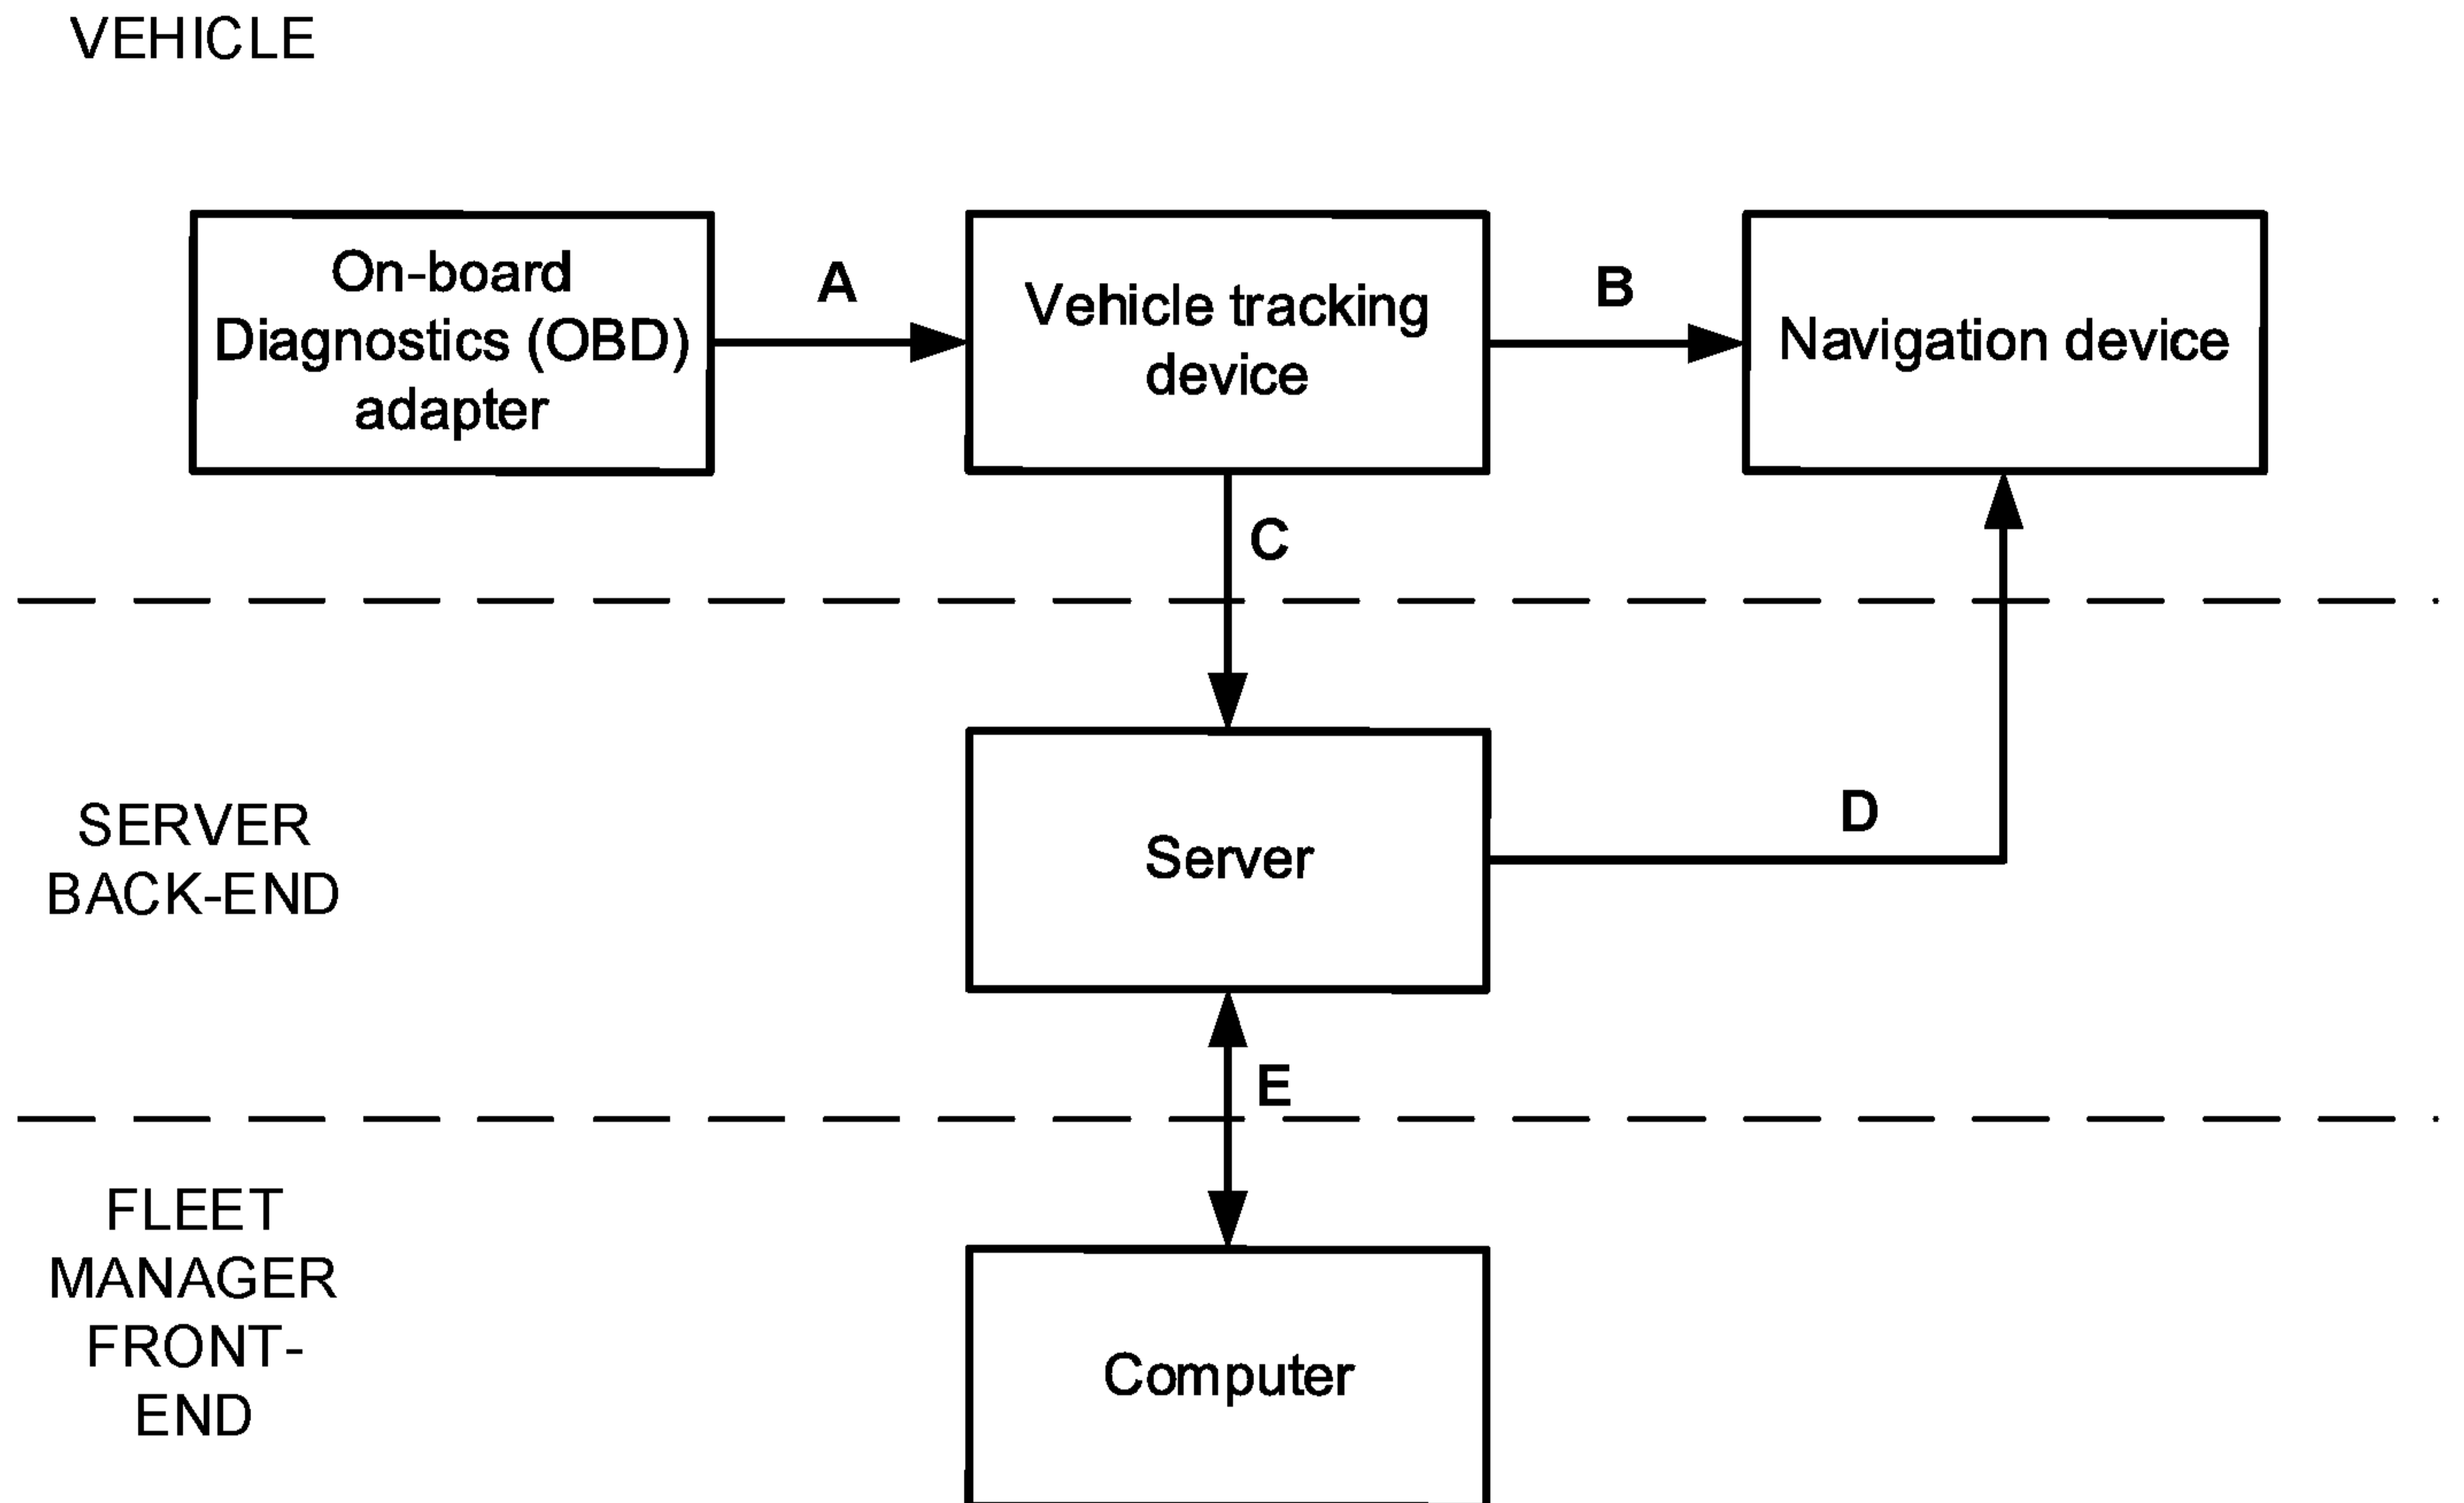 VEHICLE
On-board
Diagnostics (OBD)
adapter
A
Vehicle tracking
device
B
Navigation device
C
SERVER
BACK-END
Server
D
E
FLEET
MANAGER
FRONT-
END
Computer